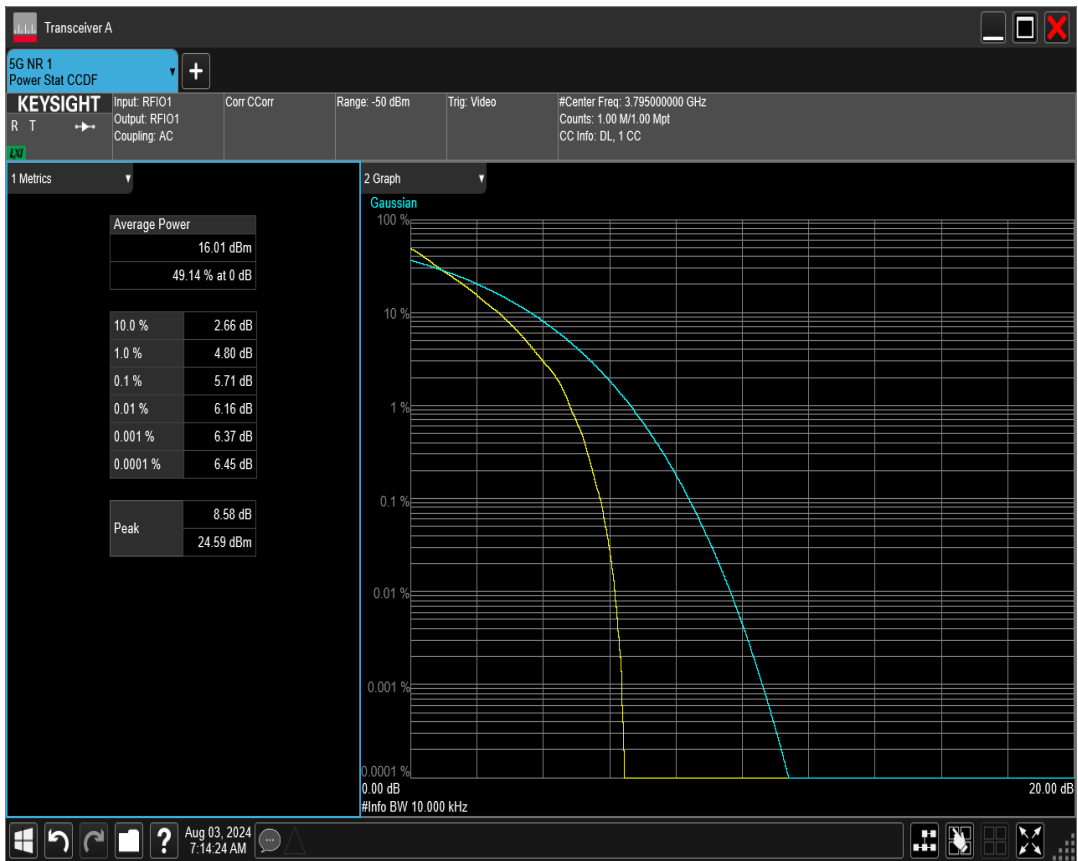 Transceiver A
5G NR 1
Power Stat CCDF
+
KEYSIGHT
R T
LXI
Input: RFIO1
Output: RFIO1
Coupling: AC
Corr CCorr
Range: -50 dBm
Trig: Video
#Center Freq: 3.795000000 GHz
Counts: 1.00 M/1.00 Mpt
CC Info: DL, 1 CC
1 Metrics
Average Power
16.01 dBm
49.14 % at 0 dB
10.0 % 2.66 dB
1.0 % 4.80 dB
0.1 % 5.71 dB
0.01 % 6.16 dB
0.001 % 6.37 dB
0.0001 % 6.45 dB
Peak 8.58 dB
24.59 dBm
2 Graph
Gaussian
100 %
10 %
1 %
0.1 %
0.01 %
0.001 %
0.0001 %
0.00 dB 20.00 dB
#Info BW 10.000 kHz
?
Aug 03, 2024
7:14:24 AM